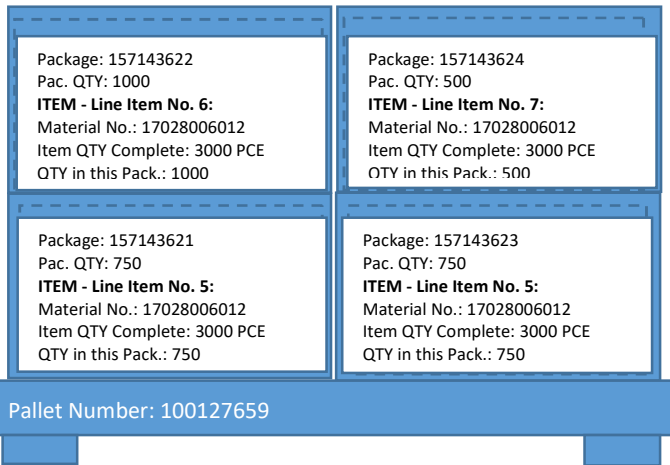 Package: 157143622
Pac. QTY: 1000
ITEM - Line Item No. 6:
Material No.: 17028006012
Item QTY Complete: 3000 PCE
QTY in this Pack.: 1000
Package: 157143624
Pac. QTY: 500
ITEM - Line Item No. 7:
Material No.: 17028006012
Item QTY Complete: 3000 PCE
QTY in this Pack.: 500
Package: 157143621
Pac. QTY: 750
ITEM - Line Item No. 5:
Material No.: 17028006012
Item QTY Complete: 3000 PCE
QTY in this Pack.: 750
Package: 157143623
Pac. QTY: 750
ITEM - Line Item No. 5:
Material No.: 17028006012
Item QTY Complete: 3000 PCE
QTY in this Pack.: 750
Pallet Number: 100127659